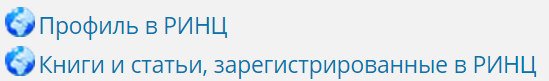 Профиль в РИНЦ
Книги и статьи, зарегистрированные в РИНЦ